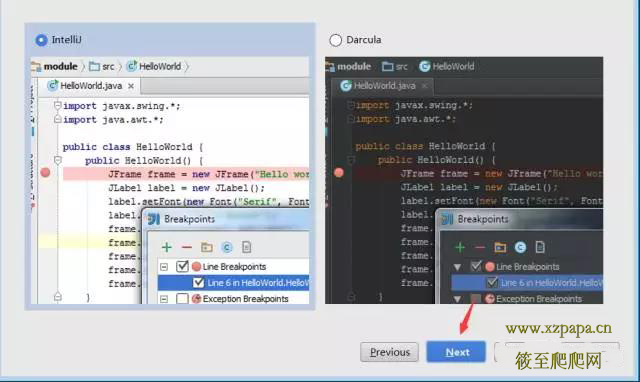 IntelliJ
module src HelloWorld
HelloWorld.java ×
import javax.swing.*;
import java.awt.*;
public class HelloWorld {
public HelloWorld() {
JFrame frame = new JFrame("Hello wor
JLabel label = new JLabel();
label.setFont(new Font("Serif", Font
label.
frame.
frame.
frame.
frame.
frame.
}
Breakpoints
Line Breakpoints
Line 6 in HelloWorld.HelloW
Exception Breakpoints
Darcula
module src HelloWorld
HelloWorld.java ×
import javax.swing.*;
import java.awt.*;
public class HelloWorld {
public HelloWorld() {
JFrame frame = new JFrame("Hello wo
JLabel label = new JLabel();
label.setFont(new Font("Serif", Fon
label.
frame.
frame.
frame.
frame.
frame.
}
Breakpoints
Line Breakpoints
Line 6 in HelloWorld.Hello
Exception Breakpoints
www.xzpapa.cn
筱至爬爬网
Previous
Next